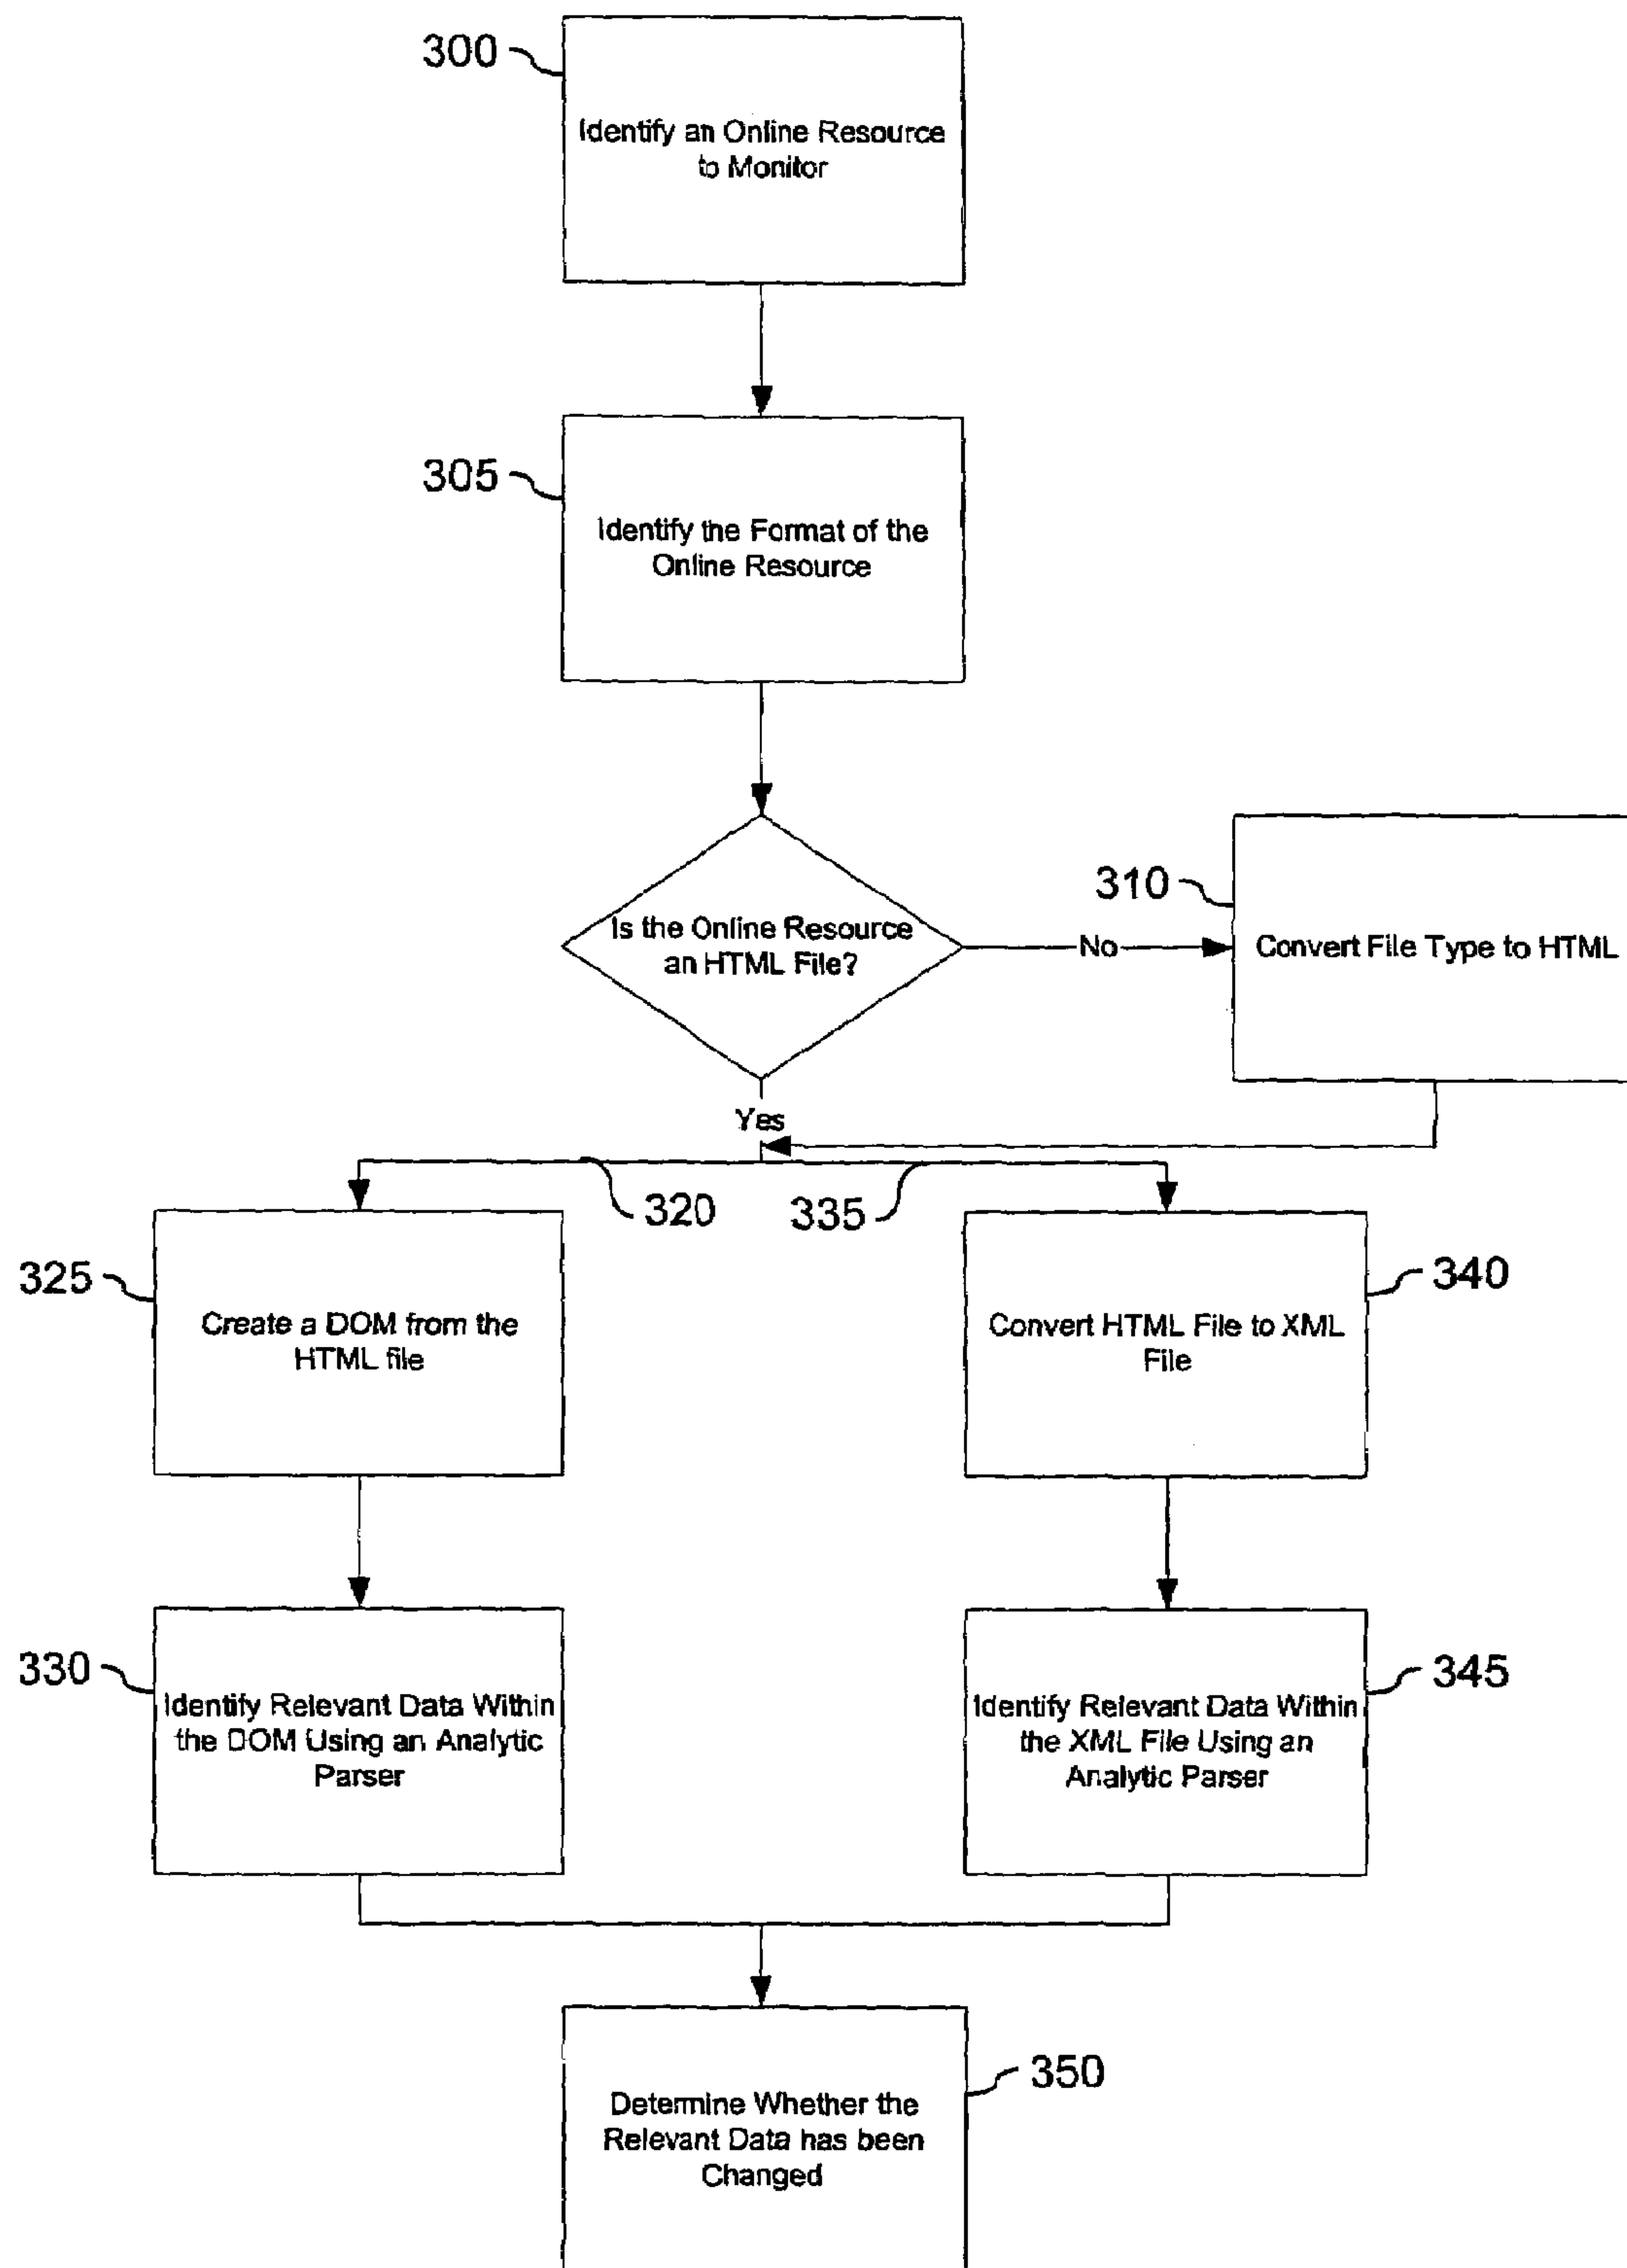 300
Identify an Online Resource
to Monitor
305
Identify the Format of the
Online Resource
310
Is the Online Resource
an HTML File?
No
Convert File Type to HTML
Yes
320
335
325
Create a DOM from the
HTML file
340
Convert HTML File to XML
File
330
Identify Relevant Data Within
the DOM Using an Analytic
Parser
345
Identify Relevant Data Within
the XML File Using an
Analytic Parser
350
Determine Whether the
Relevant Data has been
Changed